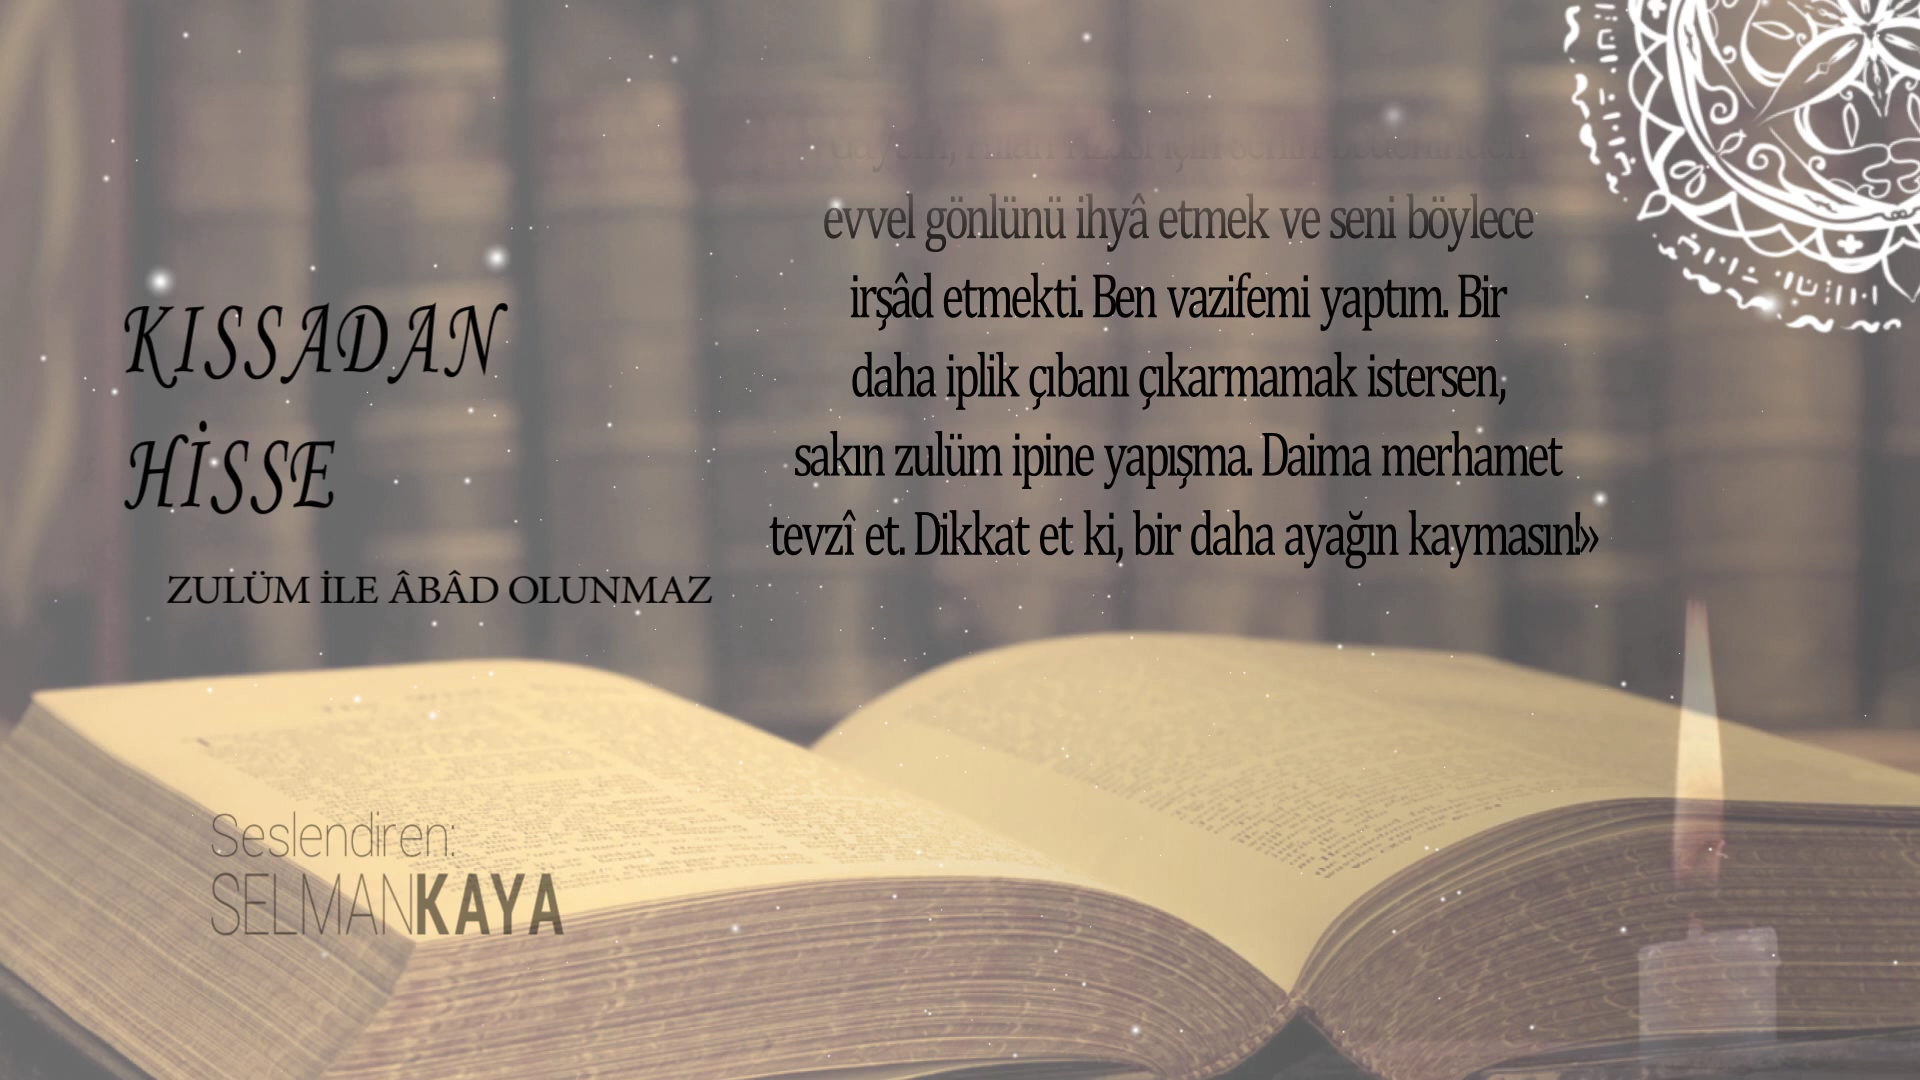 KISSADAN
HİSSE
ZULÜM İLE ÂBÂD OLUNMAZ
evvel gönlünü ihyâ etmek ve seni böylece
irşâd etmekti. Ben vazifemi yaptım. Bir
daha iplik çıbanı çıkarmamak istersen,
sakın zulüm ipine yapışma. Daima merhamet
tevzî et. Dikkat et ki, bir daha ayağın kaymasın!»
Seslendiren:
SELMANKAYA